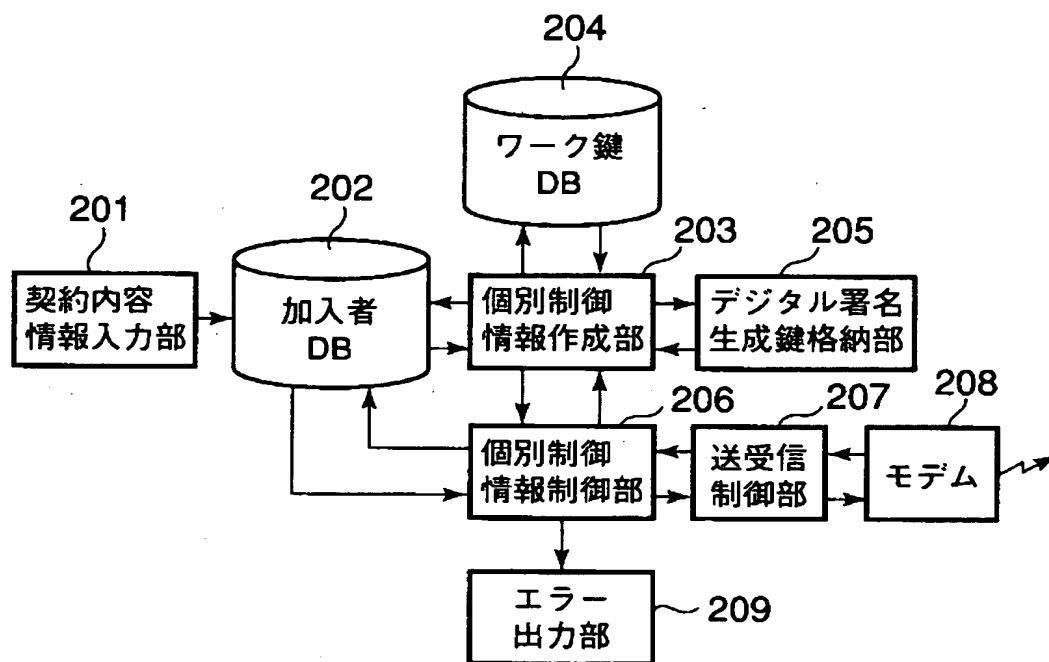 204
ワーク鍵
DB
201
202
203
205
契約内容
情報入力部
加入者
DB
個別制御
情報作成部
デジタル署名
生成鍵格納部
206
207
208
個別制御
情報制御部
送受信
制御部
モデム
エラー
出力部
209